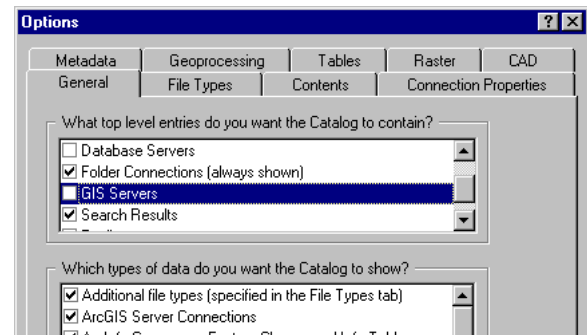 Options
Metadata Geoprocessing Tables Raster CAD
General File Types Contents Connection Properties
What top level entries do you want the Catalog to contain?
Database Servers
Folder Connections (always shown)
GIS Servers
Search Results
Which types of data do you want the Catalog to show?
Additional file types (specified in the File Types tab)
ArcGIS Server Connections